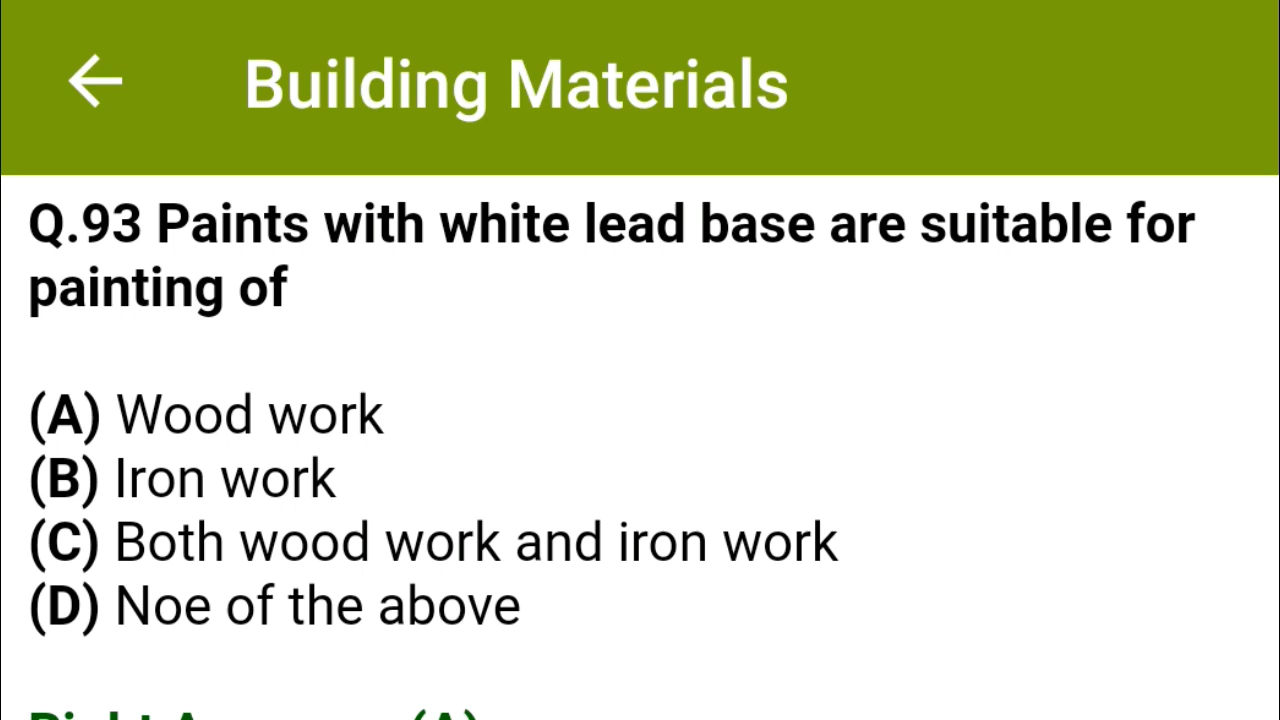 Building Materials
Q.93 Paints with white lead base are suitable for
painting of
(A) Wood work
(B) Iron work
(C) Both wood work and iron work
(D) Noe of the above
(A)